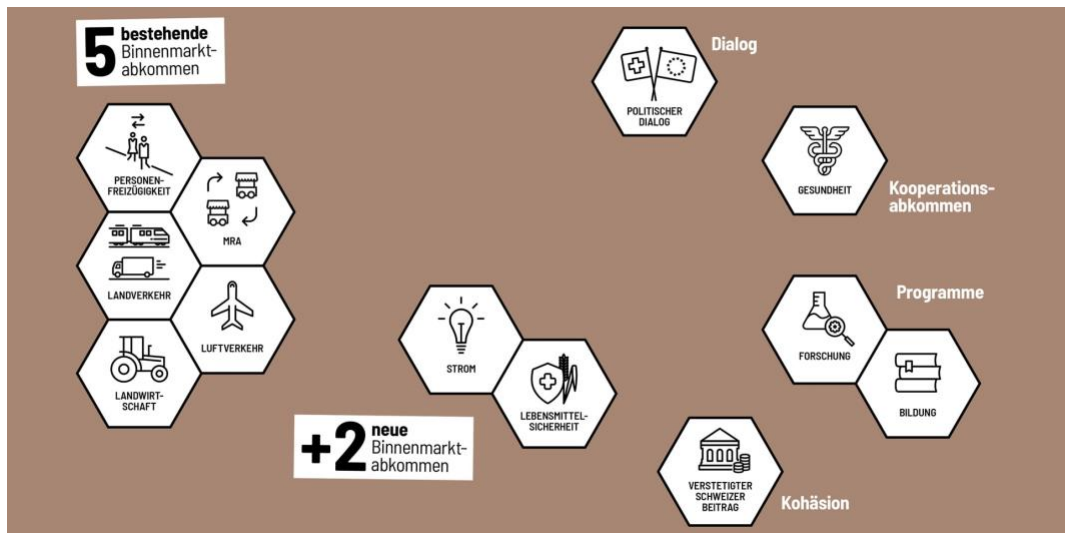 5 bestehende
Binnenmarkt-
abkommen
PERSONEN-
FREIZÜGIGKEIT
MRA
LANDVERKEHR
LUFTVERKEHR
LANDWIRT-
SCHAFT
STROM
LEBENSMITTEL-
SICHERHEIT
+2 neue
Binnenmarkt-
abkommen
Dialog
POLITISCHER
DIALOG
GESUNDHEIT
Kooperations-
abkommen
Programme
FORSCHUNG
BILDUNG
VERSTETIGTER
SCHWEIZER
BEITRAG
Kohäsion